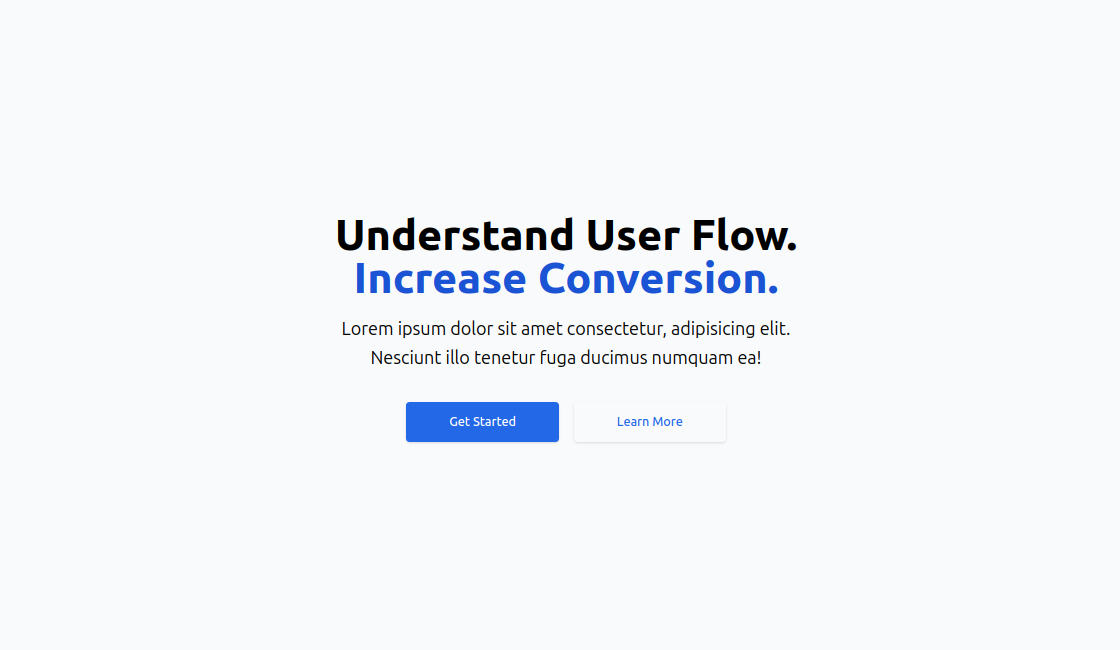 Understand User Flow.
Increase Conversion.
Lorem ipsum dolor sit amet consectetur, adipisicing elit.
Nesciunt illo tenetur fuga ducimus numquam ea!
Get Started
Learn More